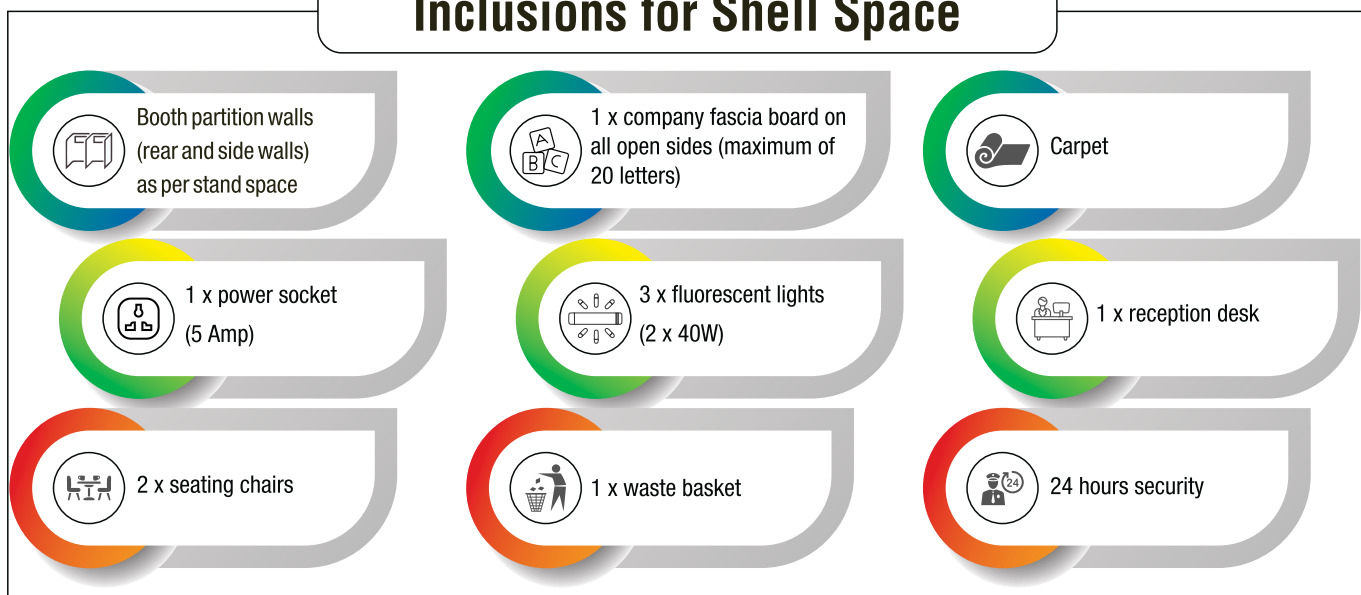 Inclusions for Shell Space
Booth partition walls
(rear and side walls)
as per stand space
1 x company fascia board on
all open sides (maximum of
20 letters)
A
B C
Carpet
1 x power socket
(5 Amp)
3 x fluorescent lights
(2 x 40W)
1 x reception desk
2 x seating chairs
1 x waste basket
24
24 hours security